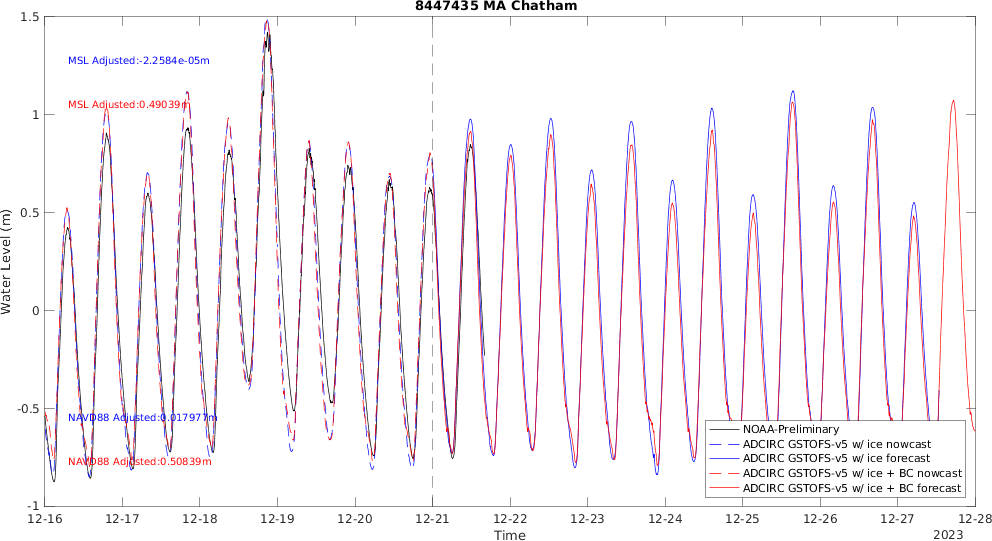 8447435 MA Chatham
1.5
MSL Adjusted:-2.2584e-05m
MSL Adjusted:0.49039m
1
0.5
Water Level (m)
0
-0.5
NAVD88 Adjusted:0.017977m
NAVD88 Adjusted:0.50839m
NOAA-Preliminary
ADCIRC GSTOFS-v5 w/ ice nowcast
ADCIRC GSTOFS-v5 w/ ice forecast
ADCIRC GSTOFS-v5 w/ ice + BC nowcast
ADCIRC GSTOFS-v5 w/ ice + BC forecast
-1
12-16 12-17 12-18 12-19 12-20 12-21 12-22 12-23 12-24 12-25 12-26 12-27 12-28
Time
2023